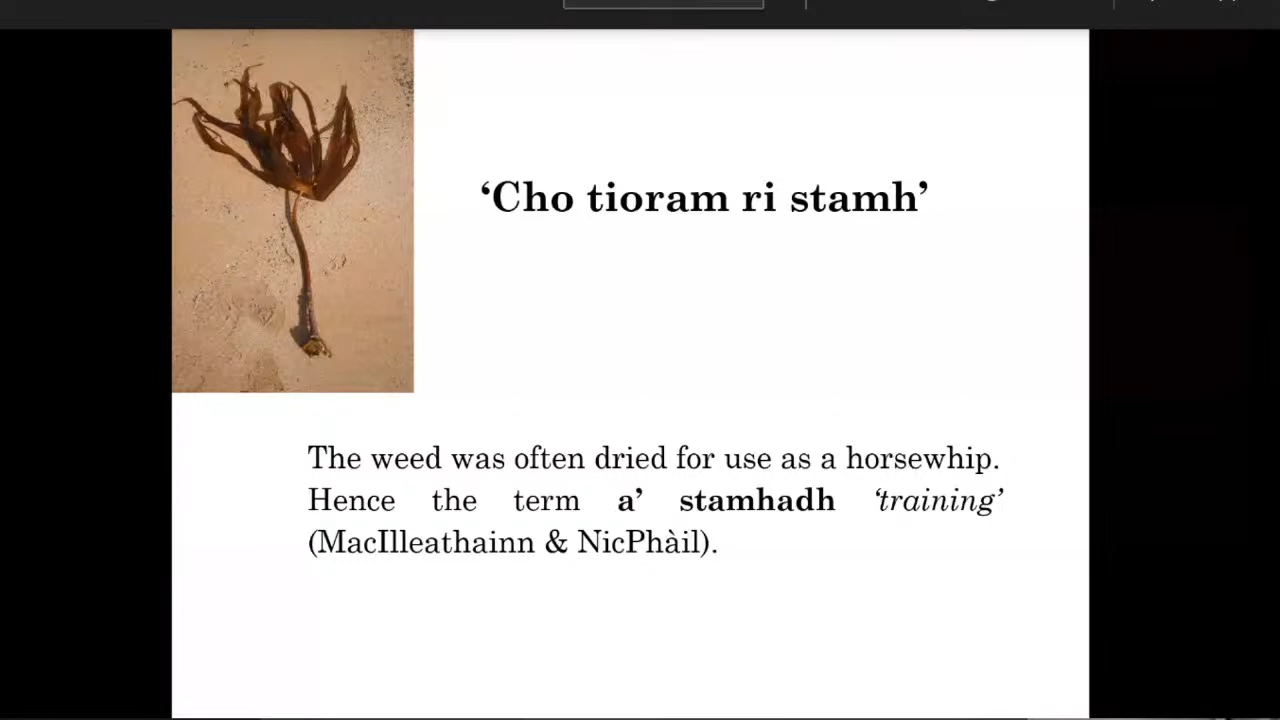 ‘Cho tioram ri stamh’
The weed was often dried for use as a horsewhip.
Hence the term a’ stamhadh ‘training’
(MacIlleathainn & NicPhàil).